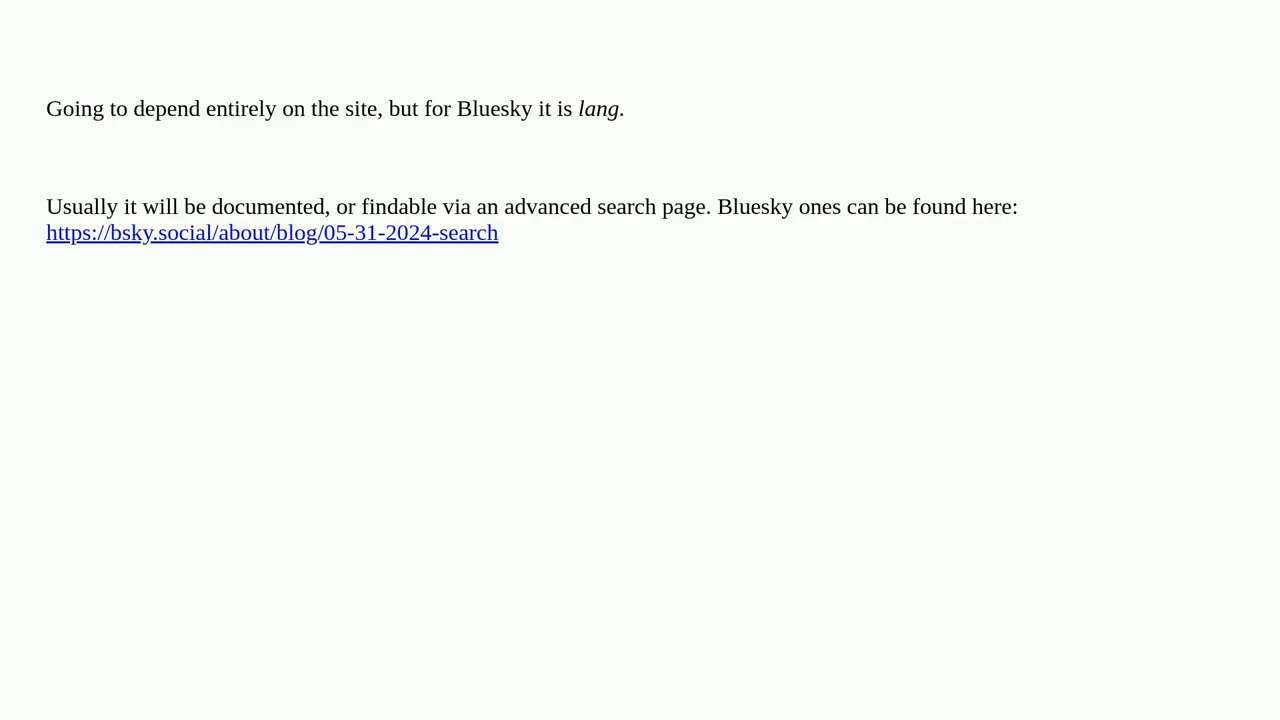 Going to depend entirely on the site, but for Bluesky it is lang.
Usually it will be documented, or findable via an advanced search page. Bluesky ones can be found here:
https://bsky.social/about/blog/05-31-2024-search